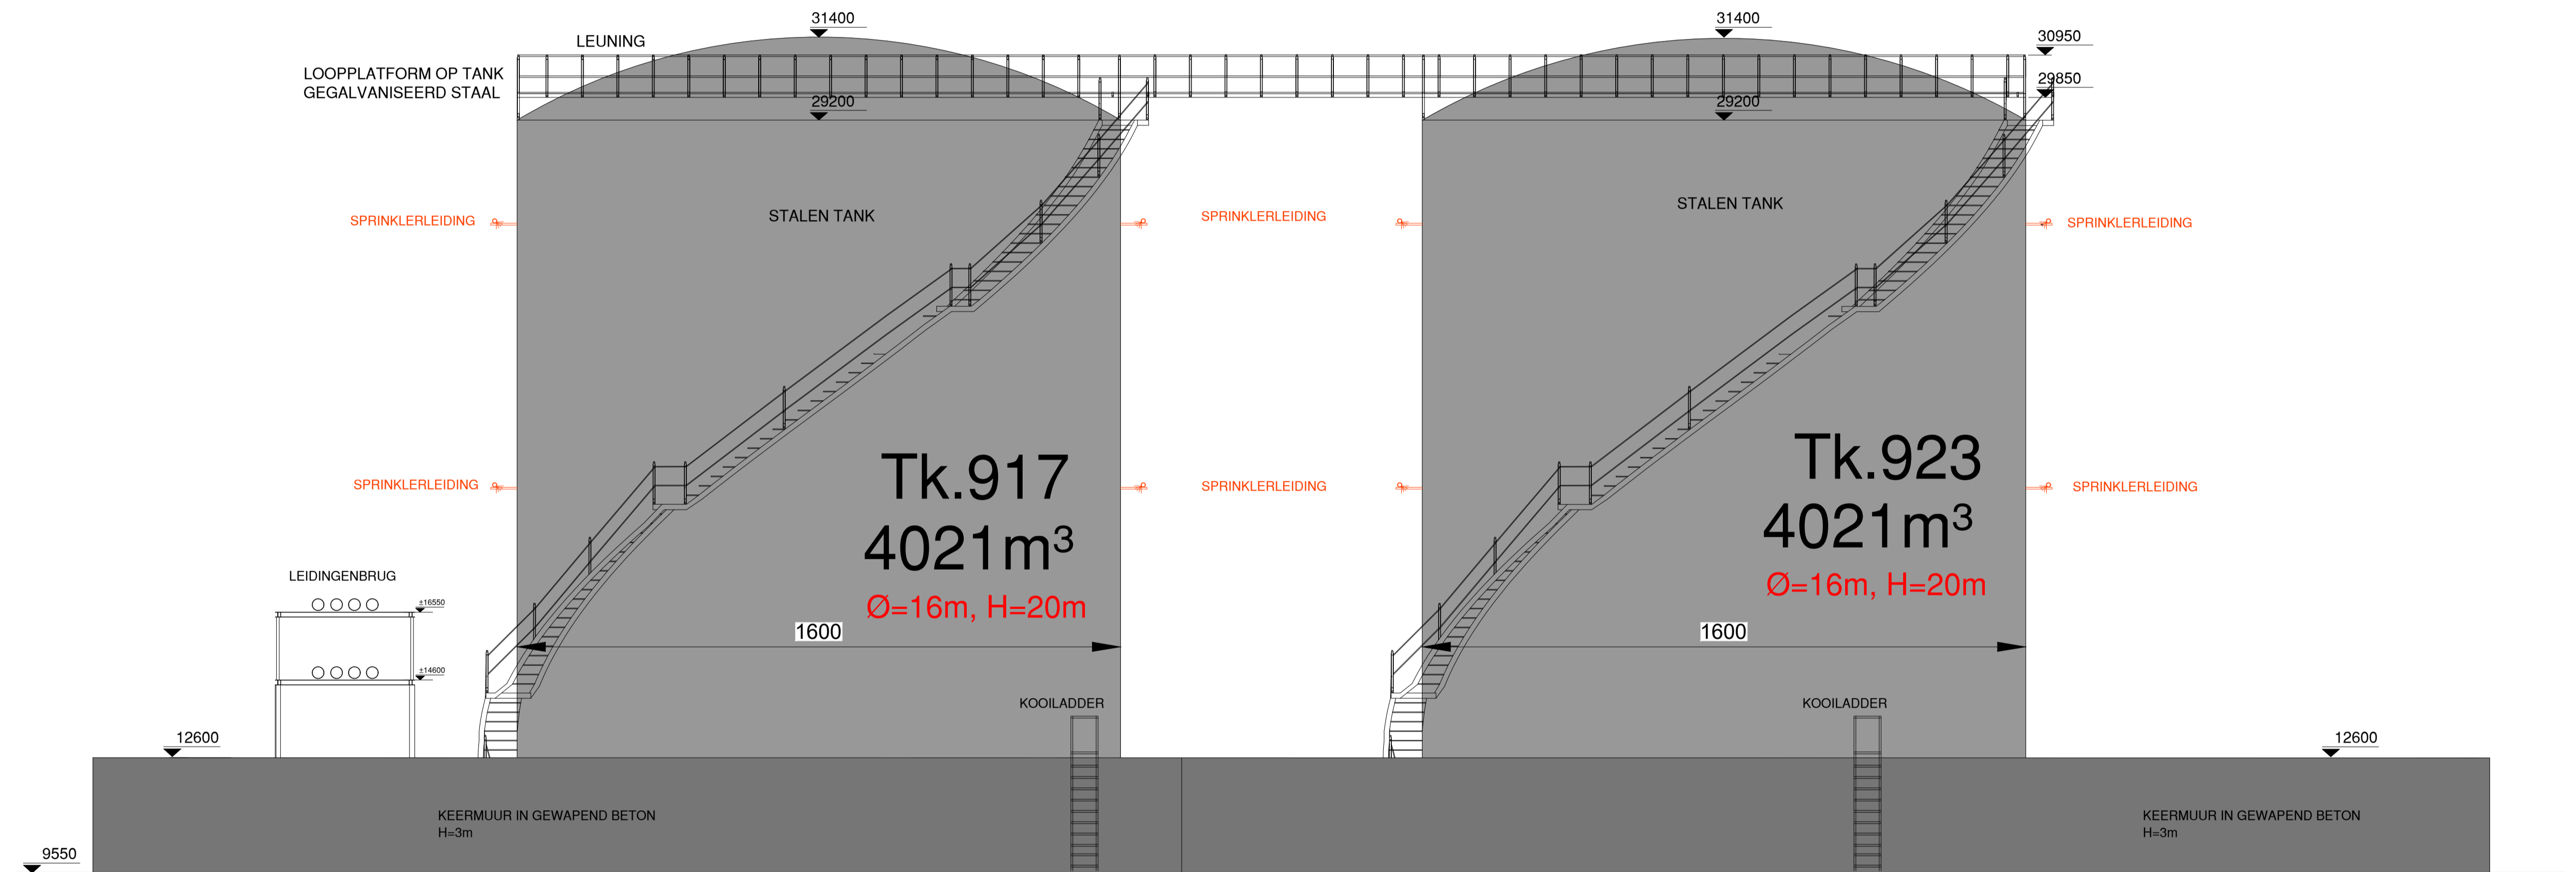 31400
31400
LEUNING
30950
LOOPPLATFORM OP TANK
GEGALVANISEERD STAAL
29850
29200
29200
STALEN TANK
STALEN TANK
SPRINKLERLEIDING
SPRINKLERLEIDING
SPRINKLERLEIDING
Tk.917
4021m³
Ø=16m, H=20m
Tk.923
4021m³
Ø=16m, H=20m
SPRINKLERLEIDING
SPRINKLERLEIDING
SPRINKLERLEIDING
LEIDINGENBRUG
±16550
1600
1600
±14600
KOOILADDER
KOOILADDER
12600
12600
KEERMUUR IN GEWAPEND BETON
H=3m
KEERMUUR IN GEWAPEND BETON
H=3m
9550